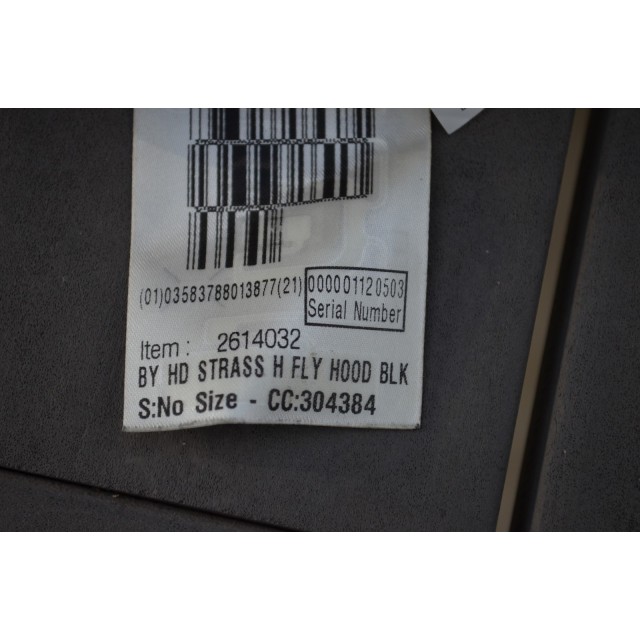 (01)03583788013877(21) 000001120503
Serial Number
Item : 2614032
BY HD STRASS H FLY HOOD BLK
S:No Size - CC:304384